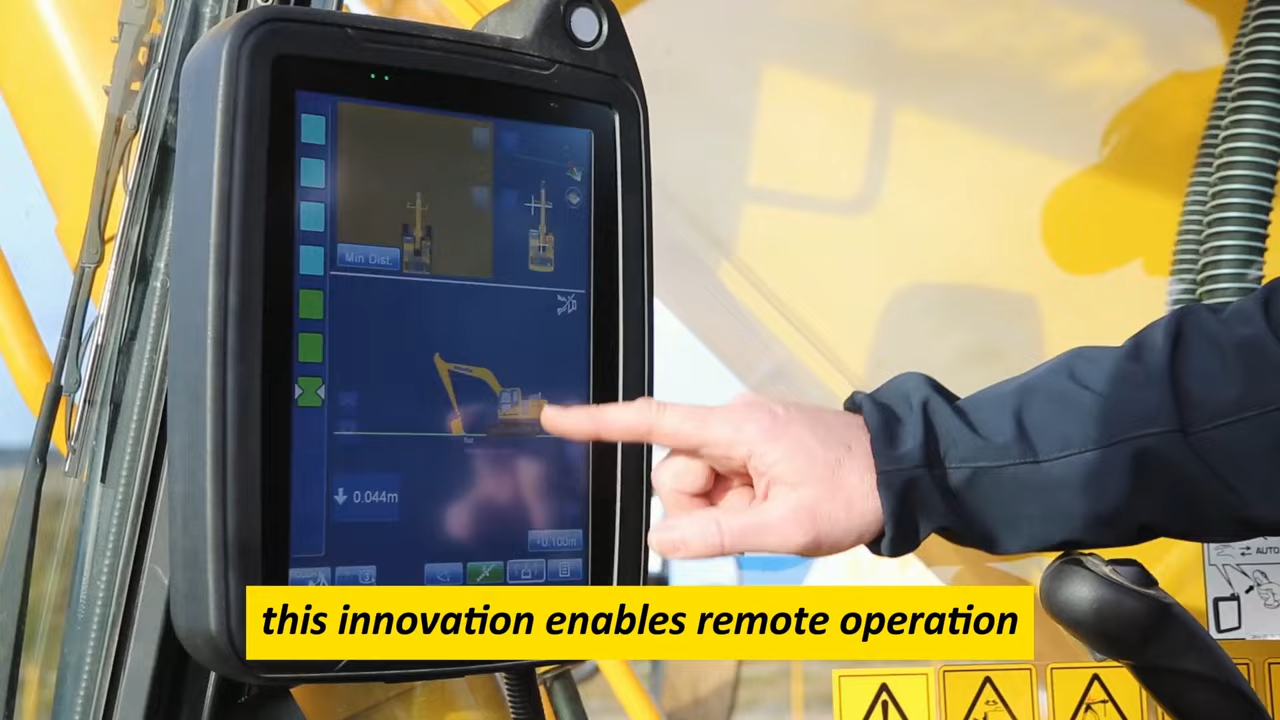 Min Dist.
0.044m
+0.100m
this innovation enables remote operation
AUTO